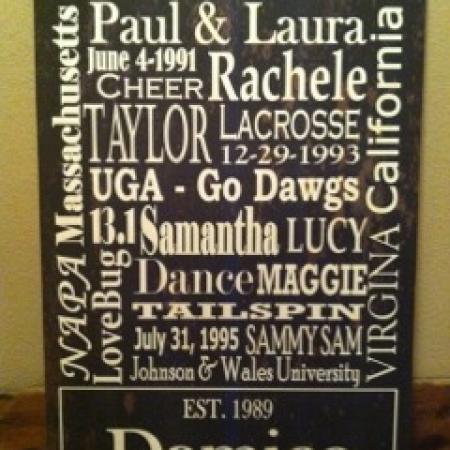 Paul & Laura
Massachusetts
California
June 4-1991
CHEER
Rachele
TAYLOR
LACROSSE
12-29-1993
UGA - Go Dawgs
13.1
Samantha
LUCY
NAPA
LoveBug
Dance
MAGGIE
VIRGINA
TAILSPIN
July 31, 1995
SAMMY SAM
Johnson & Wales University
EST. 1989